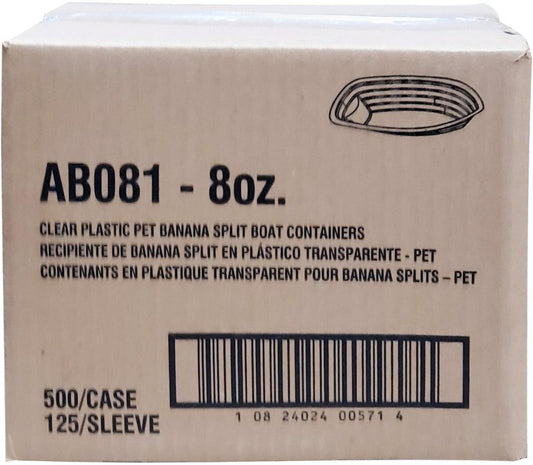 AB081 - 8oz.
CLEAR PLASTIC PET BANANA SPLIT BOAT CONTAINERS
RECIPIENTE DE BANANA SPLIT EN PLÁSTICO TRANSPARENTE - PET
CONTENANTS EN PLASTIQUE TRANSPARENT POUR BANANA SPLITS – PET
500/CASE
125/SLEEVE
1 08 24024 00571 4